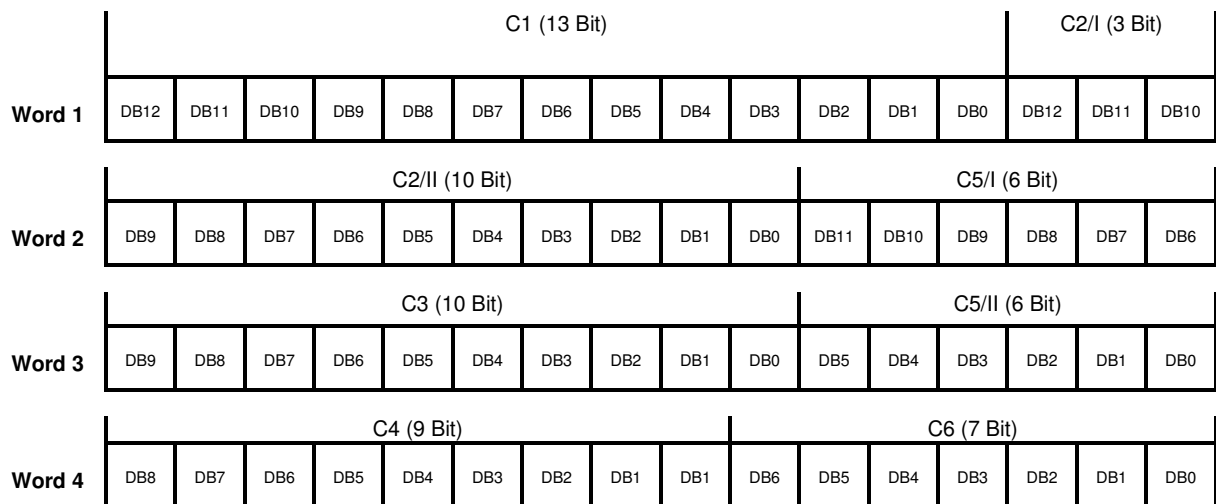 C1 (13 Bit) C2/I (3 Bit)
Word 1 DB12 DB11 DB10 DB9 DB8 DB7 DB6 DB5 DB4 DB3 DB2 DB1 DB0 DB12 DB11 DB10
C2/II (10 Bit) C5/I (6 Bit)
Word 2 DB9 DB8 DB7 DB6 DB5 DB4 DB3 DB2 DB1 DB0 DB11 DB10 DB9 DB8 DB7 DB6
C3 (10 Bit) C5/II (6 Bit)
Word 3 DB9 DB8 DB7 DB6 DB5 DB4 DB3 DB2 DB1 DB0 DB5 DB4 DB3 DB2 DB1 DB0
C4 (9 Bit) C6 (7 Bit)
Word 4 DB8 DB7 DB6 DB5 DB4 DB3 DB2 DB1 DB1 DB6 DB5 DB4 DB3 DB2 DB1 DB0